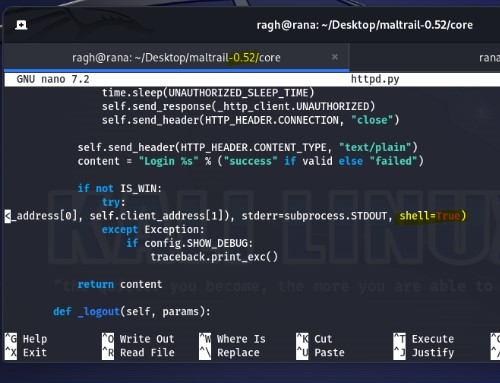 ragh@rana: ~/Desktop/maltrail-0.52/core
ragh@rana: ~/Desktop/maltrail-0.52/core × rana
GNU nano 7.2 httpd.py
time.sleep(UNAUTHORIZED_SLEEP_TIME)
self.send_response(_http_client.UNAUTHORIZED)
self.send_header(HTTP_HEADER.CONNECTION, "close")
self.send_header(HTTP_HEADER.CONTENT_TYPE, "text/plain")
content = "Login %s" % ("success" if valid else "failed")
if not IS_WIN:
try:
<_address[0], self.client_address[1]), stderr=subprocess.STDOUT, shell=True)
except Exception:
if config.SHOW_DEBUG:
traceback.print_exc()
return content
def _logout(self, params):
^G Help ^O Write Out ^W Where Is ^K Cut ^T Execute ^C
^X Exit ^R Read File ^\ Replace ^U Paste ^J Justify ^/